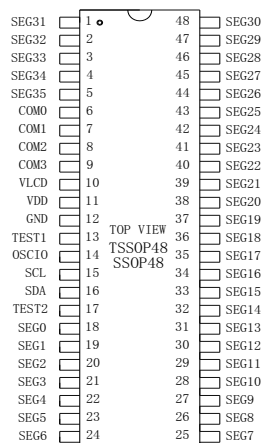 SEG31 1 48 SEG30
SEG32 2 47 SEG29
SEG33 3 46 SEG28
SEG34 4 45 SEG27
SEG35 5 44 SEG26
COM0 6 43 SEG25
COM1 7 42 SEG24
COM2 8 41 SEG23
COM3 9 40 SEG22
VLCD 10 39 SEG21
VDD 11 38 SEG20
GND 12 37 SEG19
TOP VIEW
TEST1 13 36 SEG18
TSSOP48
OSCIO 14 35 SEG17
SSOP48
SCL 15 34 SEG16
SDA 16 33 SEG15
TEST2 17 32 SEG14
SEG0 18 31 SEG13
SEG1 19 30 SEG12
SEG2 20 29 SEG11
SEG3 21 28 SEG10
SEG4 22 27 SEG9
SEG5 23 26 SEG8
SEG6 24 25 SEG7